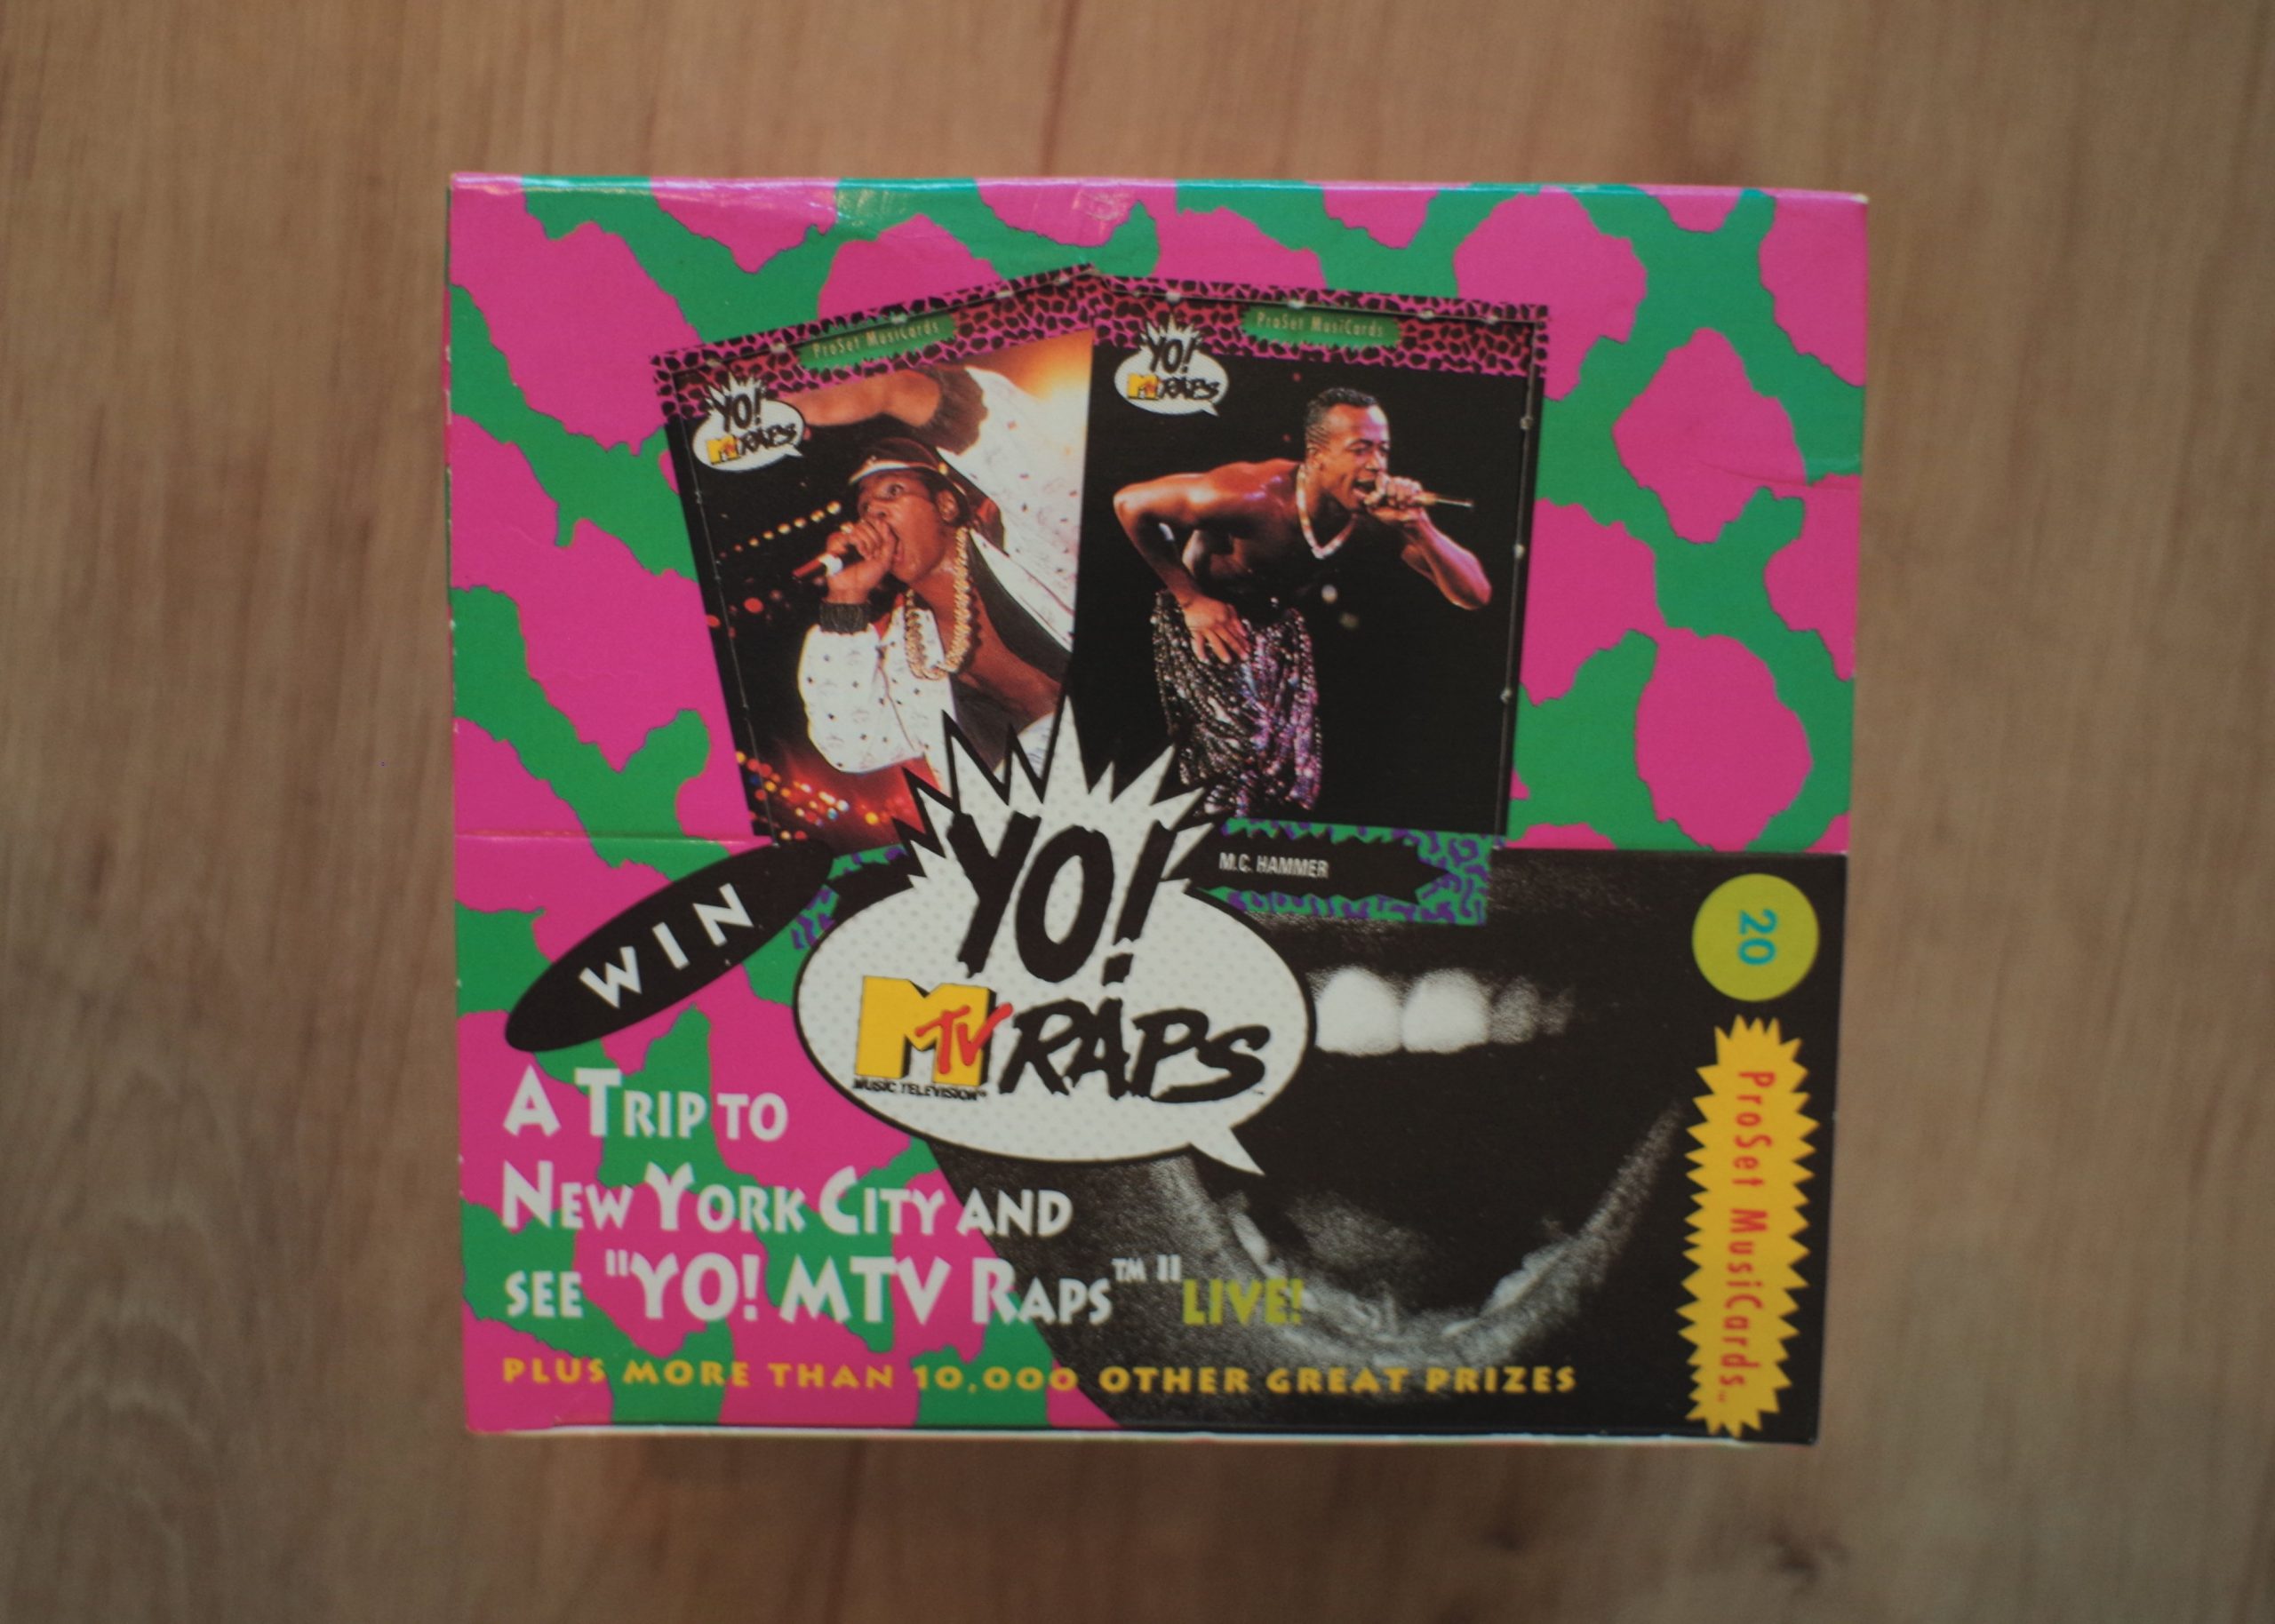 ProSet MusiCards
YO!
MTV RAPS
ProSet MusiCards
YO!
MTV RAPS
M.C. HAMMER
WIN
YO!
MTV RAPS
MUSIC TELEVISION®
A TRIP TO
NEW YORK CITY AND
SEE "YO! MTV RAPS™" LIVE!
PLUS MORE THAN 10,000 OTHER GREAT PRIZES
20
ProSet MusiCards™